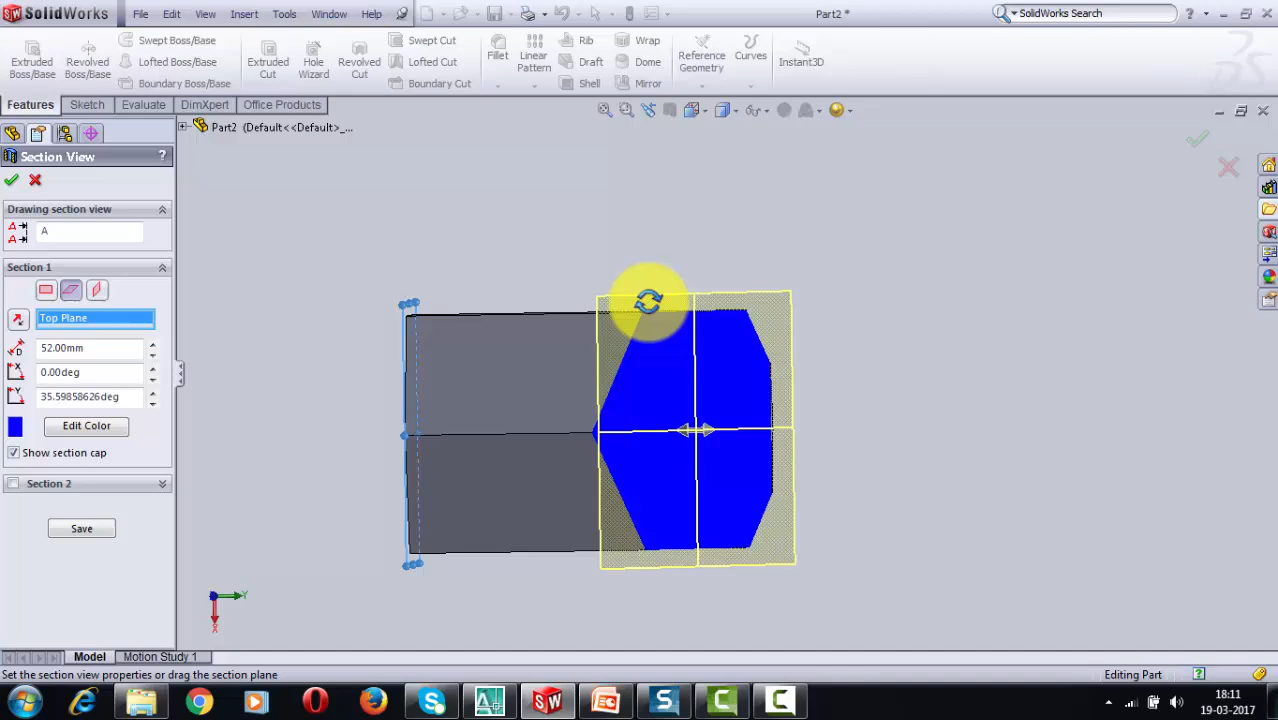 SolidWorks File Edit View Insert Tools Window Help Part2 * SolidWorks Search ?
Extruded Boss/Base Revolved Boss/Base Swept Boss/Base Lofted Boss/Base Boundary Boss/Base Extruded Cut Hole Wizard Revolved Cut Swept Cut Lofted Cut Boundary Cut Fillet Linear Pattern Rib Draft Shell Wrap Dome Mirror Reference Geometry Curves Instant3D
Features Sketch Evaluate DimXpert Office Products
Part2 (Default<<Default>_...
Section View ?
Drawing section view
A
Section 1
Top Plane
52.00mm
0.00deg
35.59858626deg
Edit Color
Show section cap
Section 2
Save
Y
X
Model Motion Study 1
Set the section view properties or drag the section plane Editing Part ?
18:11
19-03-2017